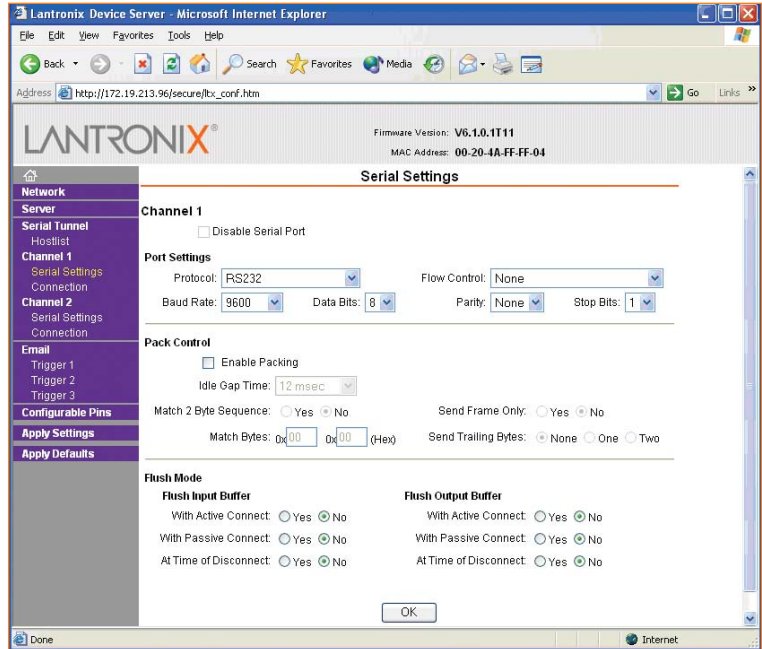 Lantronix Device Server - Microsoft Internet Explorer
File Edit View Favorites Tools Help
Back Search Favorites Media
Address http://172.19.213.96/secure/ltx_conf.htm Go Links »
LANTRONIX®
Firmware Version: V6.1.0.1T11
MAC Address: 00-20-4A-FF-FF-04
Network
Server
Serial Tunnel
Hostlist
Channel 1
Serial Settings
Connection
Channel 2
Serial Settings
Connection
Email
Trigger 1
Trigger 2
Trigger 3
Configurable Pins
Apply Settings
Apply Defaults
Serial Settings
Channel 1
Disable Serial Port
Port Settings
Protocol: RS232 Flow Control: None
Baud Rate: 9600 Data Bits: 8 Parity: None Stop Bits: 1
Pack Control
Enable Packing
Idle Gap Time: 12 msec
Match 2 Byte Sequence: Yes No Send Frame Only: Yes No
Match Bytes: 0x00 0x00 (Hex) Send Trailing Bytes: None One Two
Flush Mode
Flush Input Buffer Flush Output Buffer
With Active Connect: Yes No With Active Connect: Yes No
With Passive Connect: Yes No With Passive Connect: Yes No
At Time of Disconnect: Yes No At Time of Disconnect: Yes No
OK
Done Internet